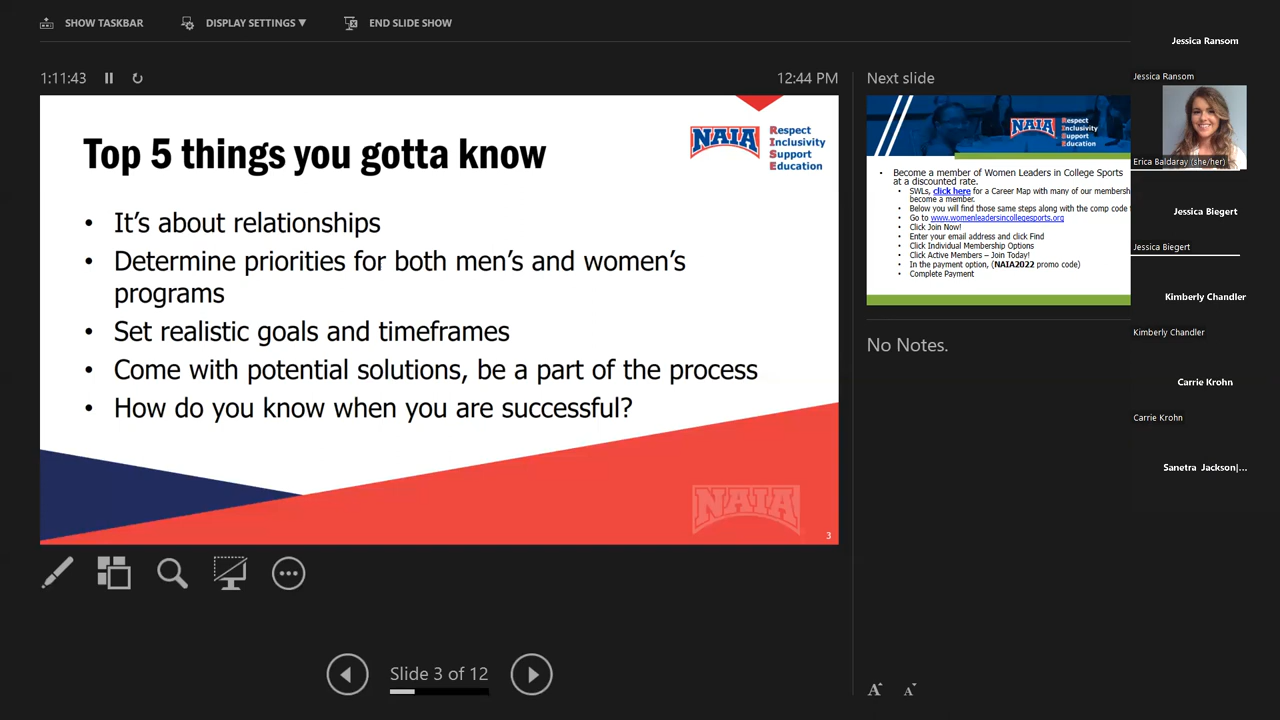 SHOW TASKBAR
DISPLAY SETTINGS ▼
END SLIDE SHOW
1:11:43
12:44 PM
Top 5 things you gotta know
NAIA
Respect
Inclusivity
Support
Education
• It's about relationships
• Determine priorities for both men's and women's
programs
• Set realistic goals and timeframes
• Come with potential solutions, be a part of the process
• How do you know when you are successful?
NAIA
3
Slide 3 of 12
Next slide
NAIA
Respect
Inclusivity
Support
Education
• Become a member of Women Leaders in College Sports
at a discounted rate.
• SWLs, click here for a Career Map with many of our membersh
become a member.
• Below you will find those same steps along with the comp code
• Go to www.womenleadersincollegesports.org
• Click Join Now!
• Enter your email address and click Find
• Click Individual Membership Options
• Click Active Members – Join Today!
• In the payment option, (NAIA2022 promo code)
• Complete Payment
No Notes.
A A
Jessica Ransom
Jessica Ransom
Erica Baldaray (she/her)
Jessica Biegert
Jessica Biegert
Kimberly Chandler
Kimberly Chandler
Carrie Krohn
Carrie Krohn
Sanetra Jackson|...